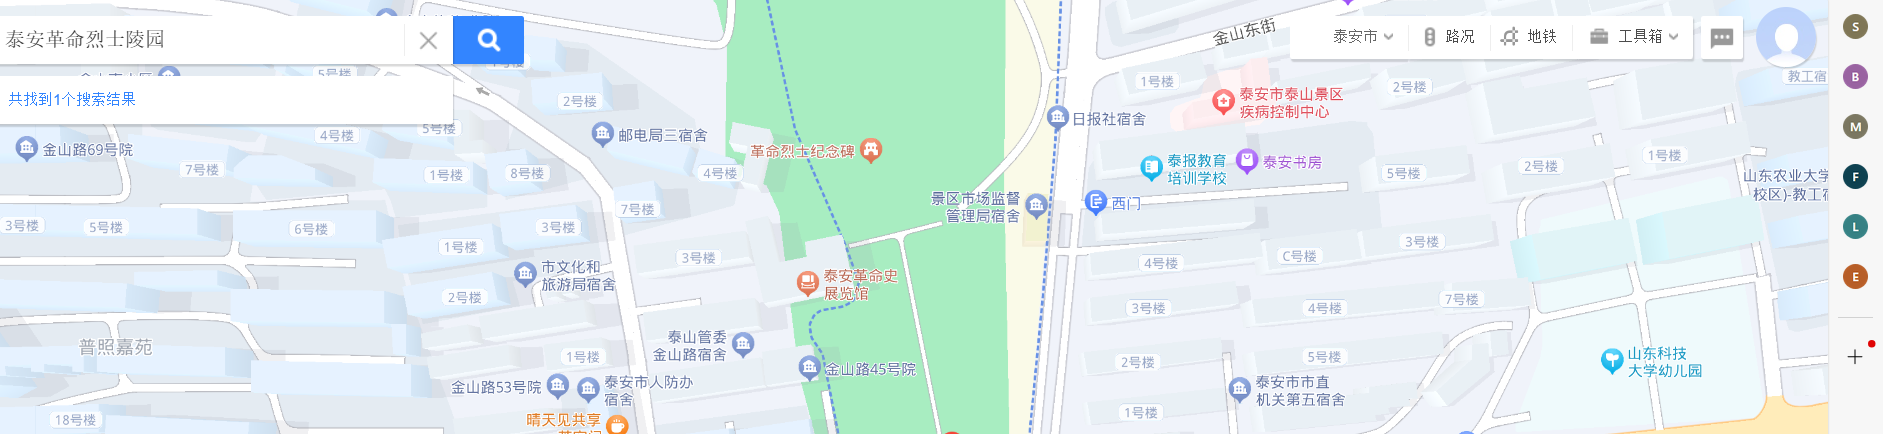 泰安革命烈士陵园
共找到1个搜索结果
泰安市
路况
地铁
工具箱
金山东街
5号楼
2号楼
邮电局三宿舍
4号楼
5号楼
金山路69号院
7号楼
1号楼
8号楼
4号楼
革命烈士纪念碑
日报社宿舍
1号楼
泰安市泰山景区
疾病控制中心
2号楼
教工宿
泰报教育
培训学校
泰安书房
5号楼
2号楼
1号楼
山东农业大学
校区)-教工宿
景区市场监督
管理局宿舍
西门
3号楼
5号楼
6号楼
1号楼
3号楼
7号楼
3号楼
市文化和
旅游局宿舍
2号楼
泰安革命史
展览馆
4号楼
C号楼
3号楼
3号楼
4号楼
7号楼
普照嘉苑
1号楼
泰山管委
金山路宿舍
金山路45号院
金山路53号院
泰安市人防办
宿舍
2号楼
5号楼
山东科技
大学幼儿园
泰安市市直
机关第五宿舍
1号楼
18号楼
晴天见共享
S
B
M
F
L
E